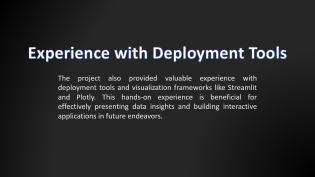 Experience with Deployment Tools
The project also provided valuable experience with
deployment tools and visualization frameworks like Streamlit
and Plotly. This hands-on experience is beneficial for
effectively presenting data insights and building interactive
applications in future endeavors.